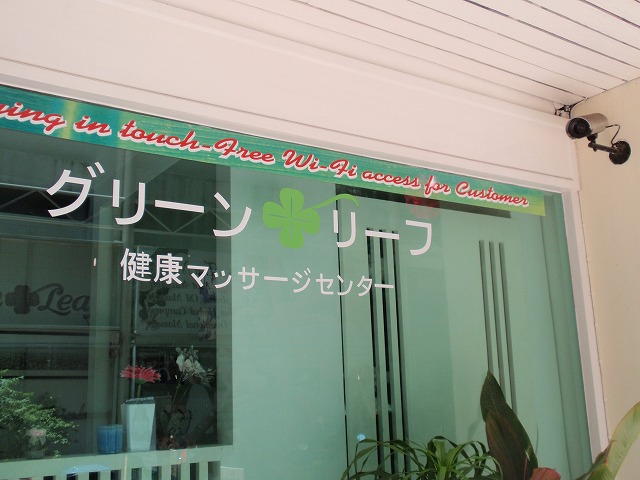 ing in touch-Free Wi-Fi access for Customer
グリーンリーフ
健康マッサージセンター
Leaf